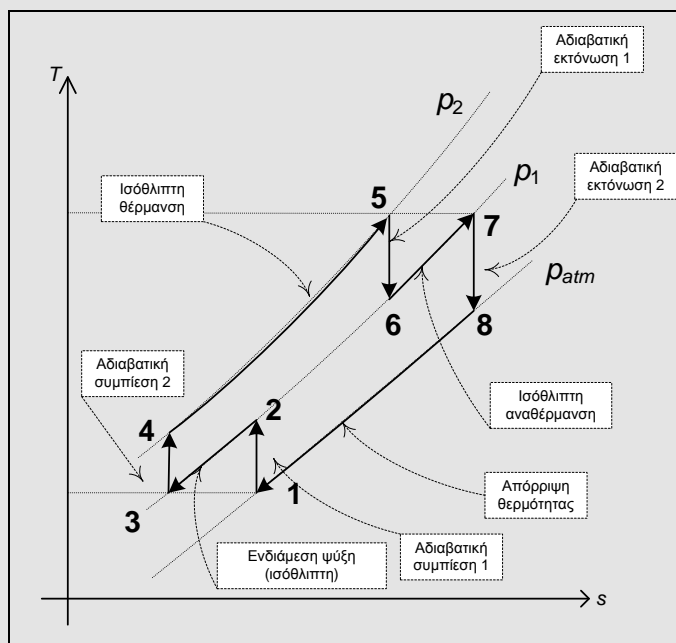 Αδιαβατική
εκτόνωση 1
T
p2
Ισόθλιπτη
θέρμανση
5
p1
Αδιαβατική
εκτόνωση 2
7
patm
6
8
Αδιαβατική
συμπίεση 2
4
2
Ισόθλιπτη
αναθέρμανση
3
1
Απόρριψη
θερμότητας
Ενδιάμεση ψύξη
(ισόθλιπτη)
Αδιαβατική
συμπίεση 1
s